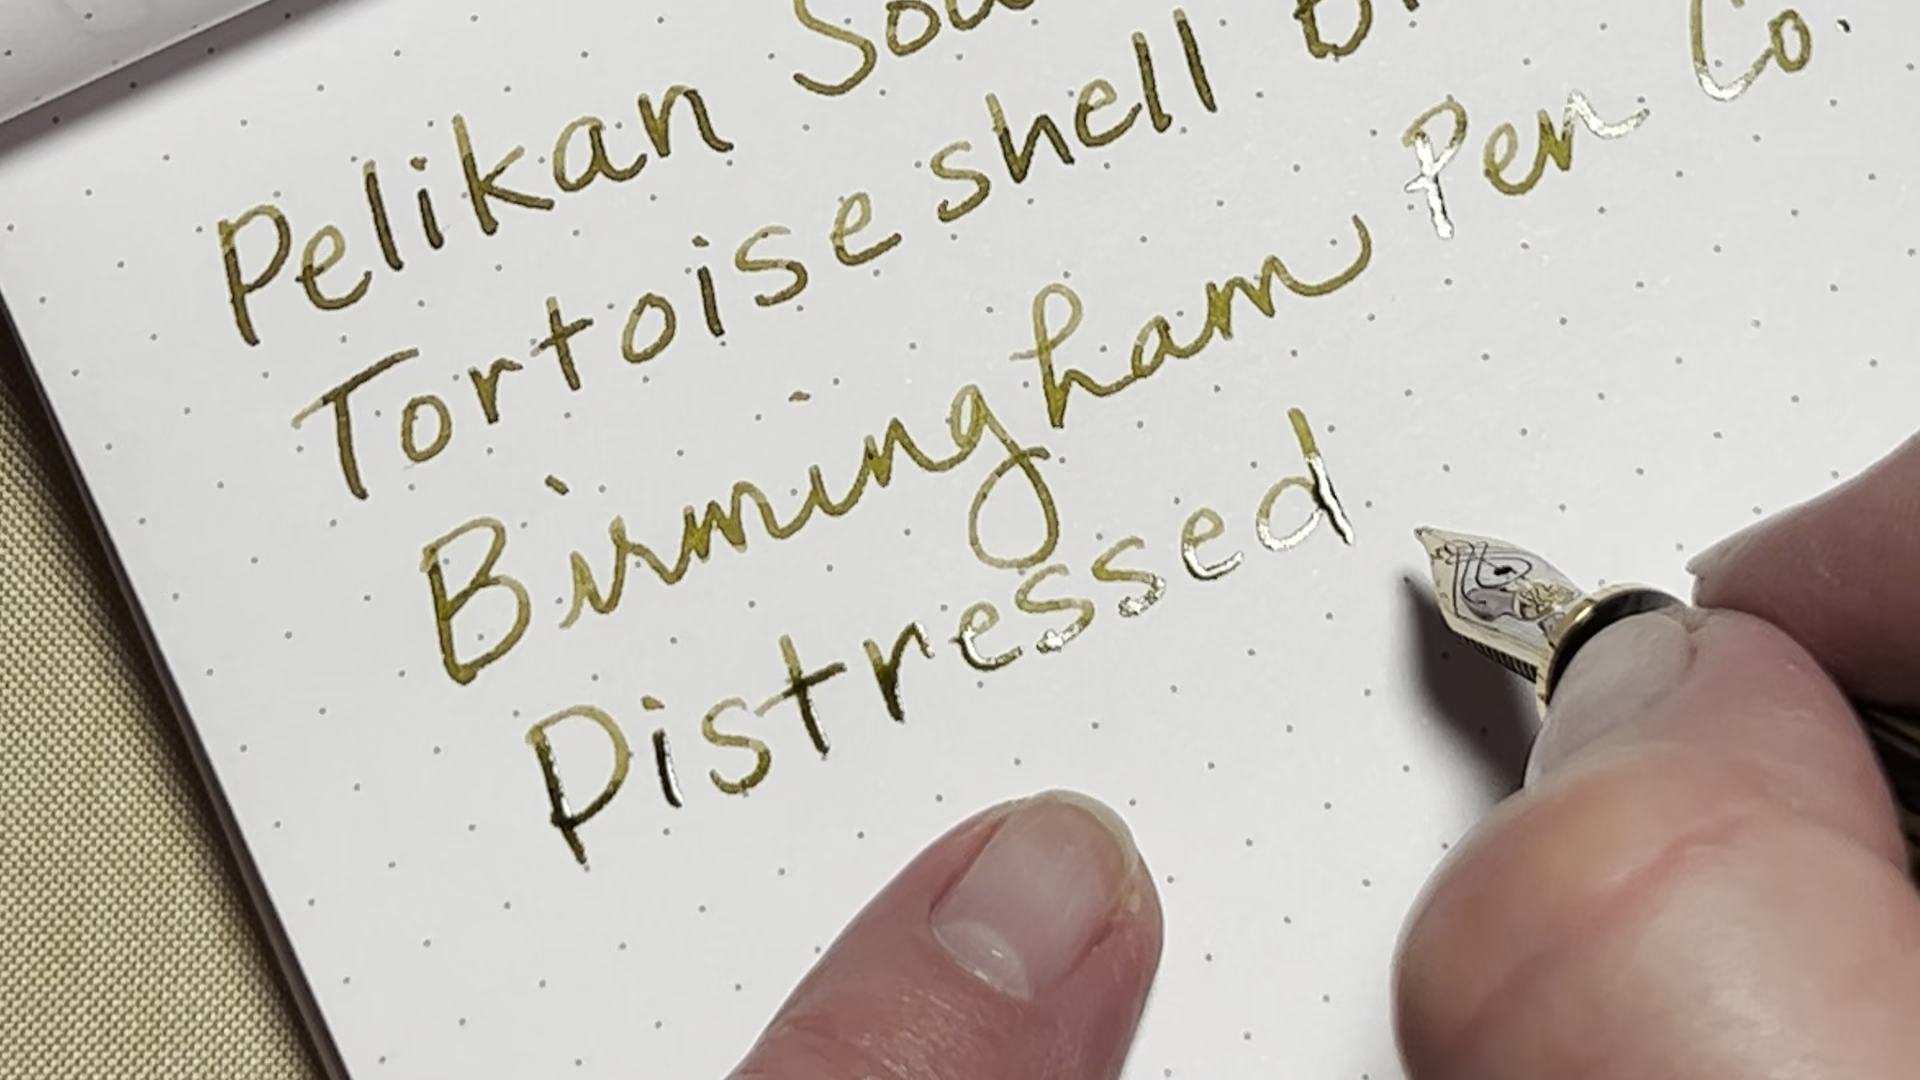 Pelikan
Tortoiseshell
Birmingham Pen Co.
Distressed